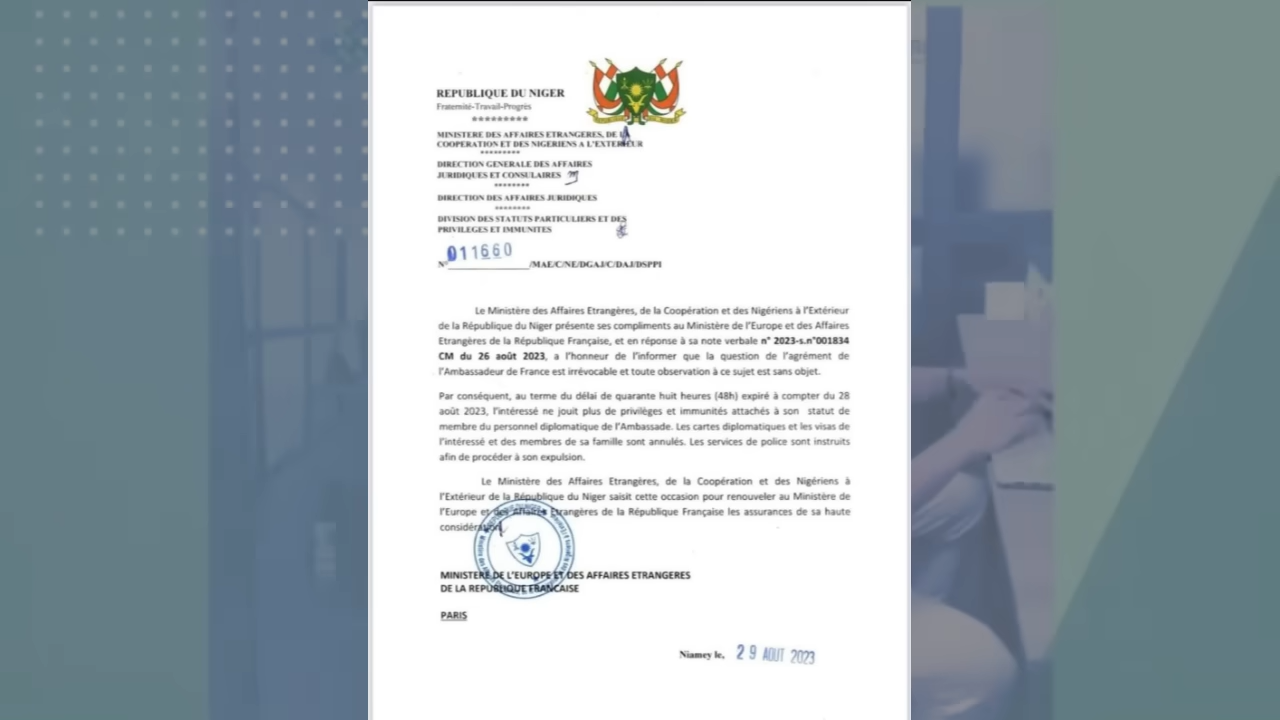 REPUBLIQUE DU NIGER
Fraternité-Travail-Progrès
*********
MINISTERE DES AFFAIRES ETRANGERES, DE LA
COOPERATION ET DES NIGERIENS A L'EXTERIEUR
*********
DIRECTION GENERALE DES AFFAIRES
JURIDIQUES ET CONSULAIRES
********
DIRECTION DES AFFAIRES JURIDIQUES
********
DIVISION DES STATUTS PARTICULIERS ET DES
PRIVILEGES ET IMMUNITES
N° 011660 /MAE/C/NE/DGAJ/C/DAJ/DSPPI
Le Ministère des Affaires Etrangères, de la Coopération et des Nigériens à l'Extérieur
de la République du Niger présente ses compliments au Ministère de l'Europe et des Affaires
Etrangères de la République Française, et en réponse à sa note verbale n° 2023-s.n°001834
CM du 26 août 2023, a l'honneur de l'informer que la question de l'agrément de
l'Ambassadeur de France est irrévocable et toute observation à ce sujet est sans objet.
Par conséquent, au terme du délai de quarante huit heures (48h) expiré à compter du 28
août 2023, l'intéressé ne jouit plus de privilèges et immunités attachés à son statut de
membre du personnel diplomatique de l'Ambassade. Les cartes diplomatiques et les visas de
l'intéressé et des membres de sa famille sont annulés. Les services de police sont instruits
afin de procéder à son expulsion.
Le Ministère des Affaires Etrangères, de la Coopération et des Nigériens à
l'Extérieur de la République du Niger saisit cette occasion pour renouveler au Ministère de
l'Europe et des Affaires Etrangères de la République Française les assurances de sa haute
considération.
MINISTERE DE L'EUROPE ET DES AFFAIRES ETRANGERES
DE LA REPUBLIQUE FRANCAISE
PARIS
Niamey le, 29 AOUT 2023